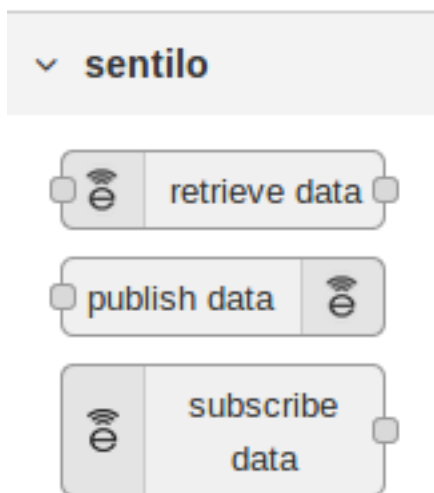 sentilo
retrieve data
publish data
subscribe
data